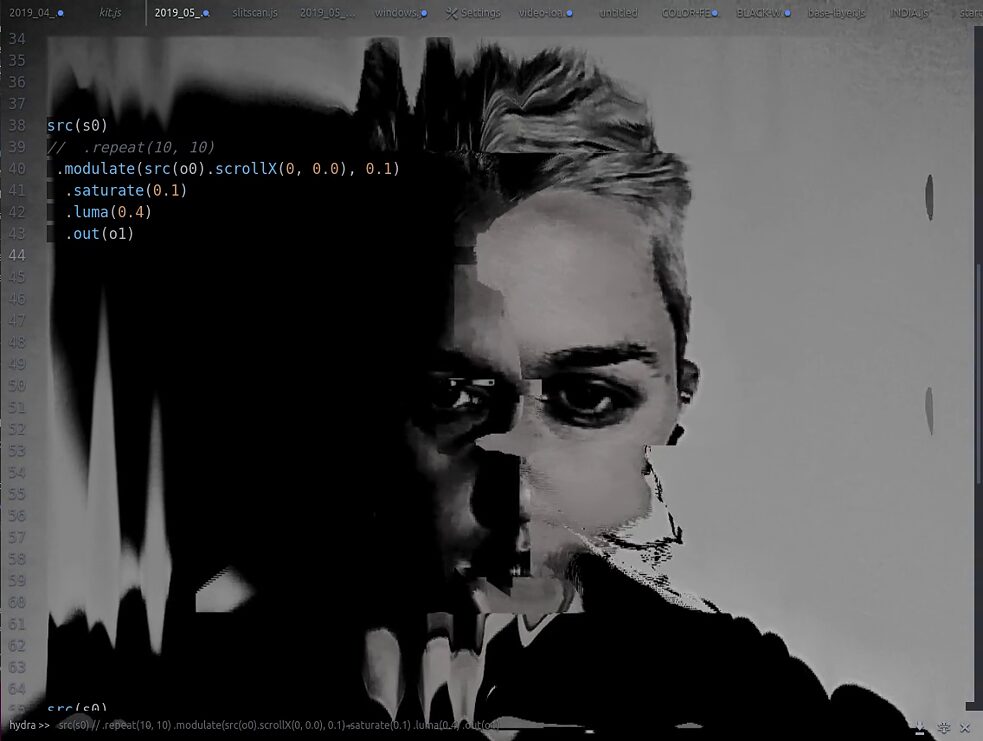 2019_04_..
kit.js
2019_05_..
slitscan.js
2019_05_...
windows.j
Settings
video-loa..
untitled
COLOR-FE..
BLACK-W..
base-layer.js
INDIA.js
start
34
35
36
37
38 src(s0)
39 //  .repeat(10, 10)
40 .modulate(src(o0).scrollX(0, 0.0), 0.1)
41 .saturate(0.1)
42 .luma(0.4)
43 .out(o1)
44
45
46
47
48
49
50
51
52
53
54
55
56
57
58
59
60
61
62
63
64
src(s0)
hydra >> src(s0) // .repeat(10, 10) .modulate(src(o0).scrollX(0, 0.0), 0.1) .saturate(0.1) .luma(0.4) .out(o1)